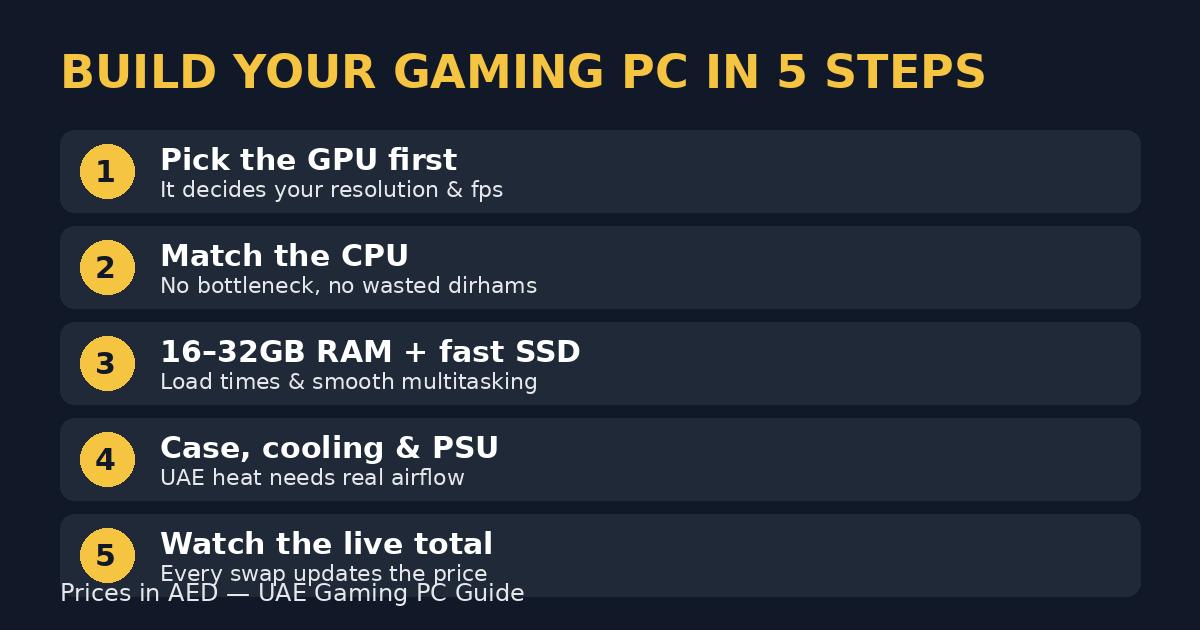 BUILD YOUR GAMING PC IN 5 STEPS
1
Pick the GPU first
It decides your resolution & fps
2
Match the CPU
No bottleneck, no wasted dirhams
3
16–32GB RAM + fast SSD
Load times & smooth multitasking
4
Case, cooling & PSU
UAE heat needs real airflow
5
Watch the live total
Every swap updates the price
Prices in AED — UAE Gaming PC Guide